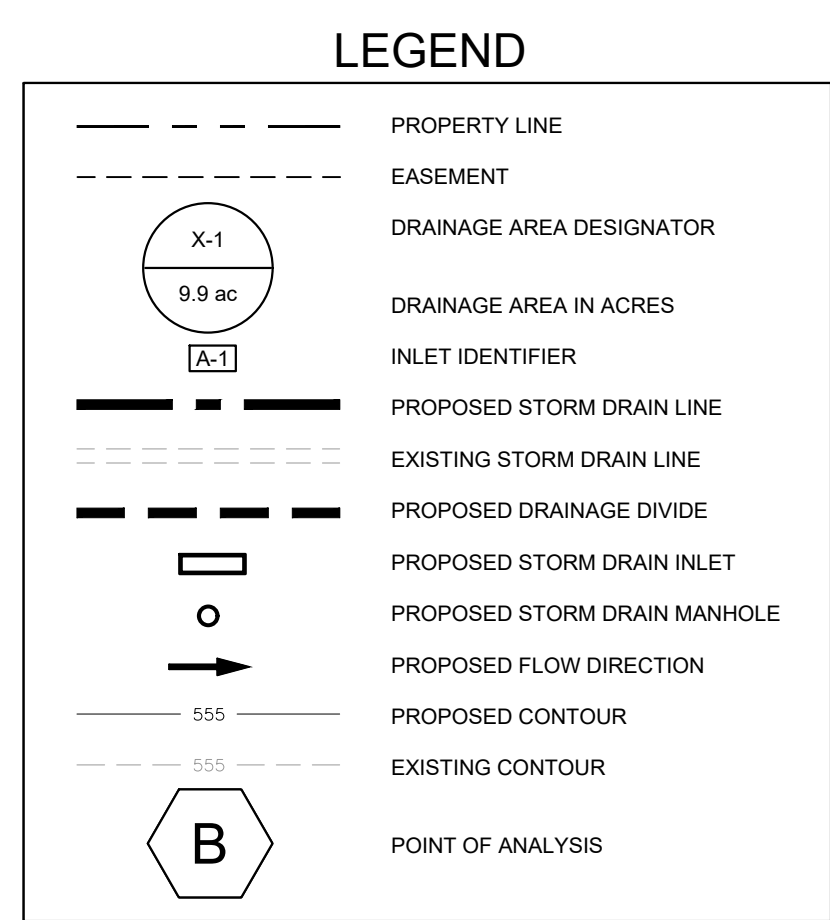 LEGEND
PROPERTY LINE
EASEMENT
X-1
DRAINAGE AREA DESIGNATOR
9.9 ac
DRAINAGE AREA IN ACRES
A-1
INLET IDENTIFIER
PROPOSED STORM DRAIN LINE
EXISTING STORM DRAIN LINE
PROPOSED DRAINAGE DIVIDE
PROPOSED STORM DRAIN INLET
PROPOSED STORM DRAIN MANHOLE
PROPOSED FLOW DIRECTION
555 PROPOSED CONTOUR
555 EXISTING CONTOUR
B POINT OF ANALYSIS